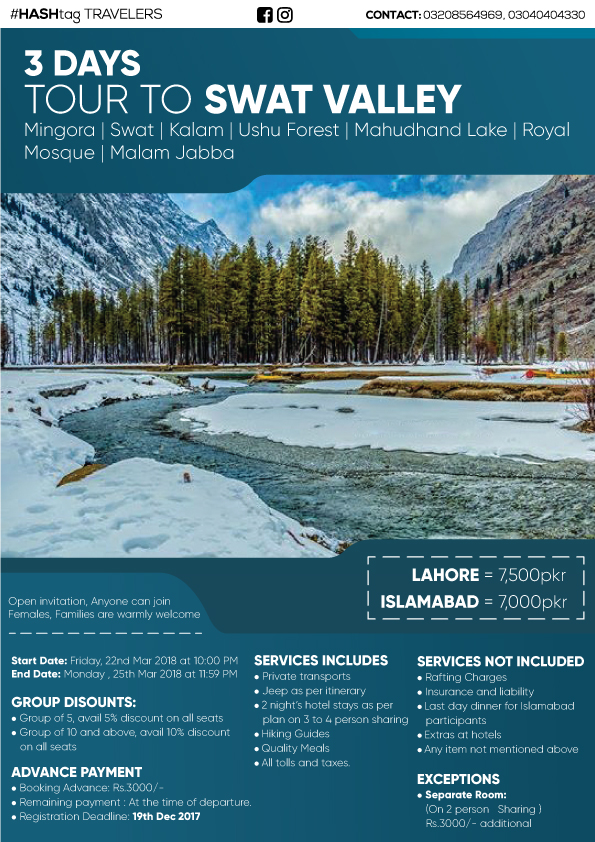 #HASHtag TRAVELERS
CONTACT: 03208564969, 03040404330
3 DAYS
TOUR TO SWAT VALLEY
Mingora | Swat | Kalam | Ushu Forest | Mahudhand Lake | Royal
Mosque | Malam Jabba
LAHORE = 7,500pkr
ISLAMABAD = 7,000pkr
Open invitation, Anyone can join
Females, Families are warmly welcome
Start Date: Friday, 22nd Mar 2018 at 10:00 PM
End Date: Monday , 25th Mar 2018 at 11:59 PM
GROUP DISOUNTS:
• Group of 5, avail 5% discount on all seats
• Group of 10 and above, avail 10% discount
on all seats
ADVANCE PAYMENT
• Booking Advance: Rs.3000/-
• Remaining payment : At the time of departure.
• Registration Deadline: 19th Dec 2017
SERVICES INCLUDES
• Private transports
• Jeep as per itinerary
• 2 night's hotel stays as per
plan on 3 to 4 person sharing
• Hiking Guides
• Quality Meals
• All tolls and taxes.
SERVICES NOT INCLUDED
• Rafting Charges
• Insurance and liability
• Last day dinner for Islamabad
participants
• Extras at hotels
• Any item not mentioned above
EXCEPTIONS
• Separate Room:
(On 2 person Sharing )
Rs.3000/- additional